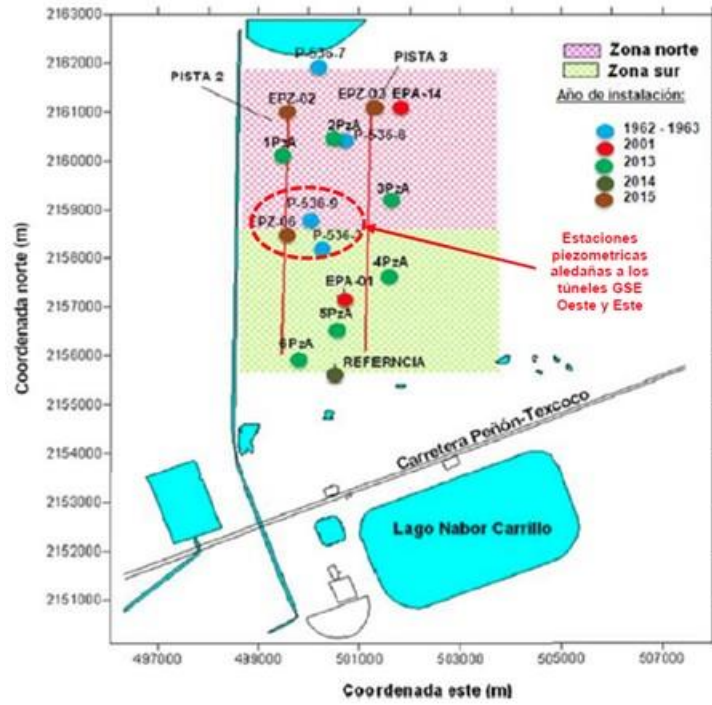 2163000
2162000
2161000
2160000
2159000
2158000
2157000
2156000
2155000
2154000
2153000
2152000
2151000
Coordenada norte (m)
P-536-7
PISTA 3
PISTA 2
EPZ-02
EPZ-03
EPA-14
2PzA
P-536-6
1PzA
3PzA
P-536-9
EPZ-06
P-536-3
4PzA
EPA-01
5PzA
6PzA
REFIERNCIA
Zona norte
Zona sur
Año de instalación:
1962 - 1963
2001
2013
2014
2015
Estaciones
piezometricas
aledañas a los
túneles GSE
Oeste y Este
Carretera Peñón-Texcoco
Lago Nabor Carrillo
497000
499000
501000
503000
505000
507000
Coordenada este (m)